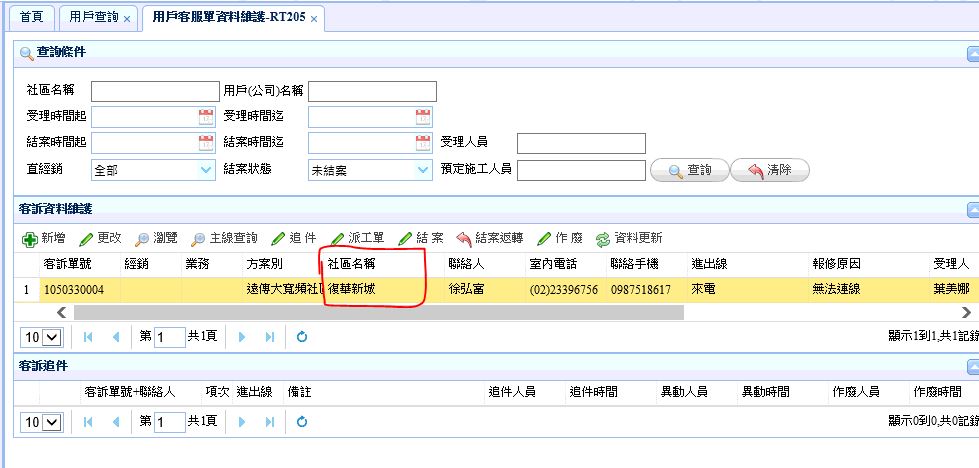 首頁 用戶查詢 × 用戶客服單資料維護-RT205 ×
查詢條件
社區名稱 用戶(公司)名稱
受理時間起 受理時間迄
結案時間起 結案時間迄 受理人員
直經銷 全部 結案狀態 未結案 預定施工人員 查詢 清除
客訴資料維護
新增 更改 瀏覽 主線查詢 追 件 派工單 結 案 結案返轉 作 廢 資料更新
客訴單號 經銷 業務 方案別 社區名稱 聯絡人 室內電話 聯絡手機 進出線 報修原因 受理人
1 1050330004 遠傳大寬頻社 復華新城 徐弘富 (02)23396756 0987518617 來電 無法連線 葉美娜
10 第 1 共1頁 顯示1到1,共1記錄
客訴追件
客訴單號+聯絡人 項次 進出線 備註 追件人員 追件時間 異動人員 異動時間 作廢人員 作廢時間
10 第 1 共1頁 顯示0到0,共0記錄